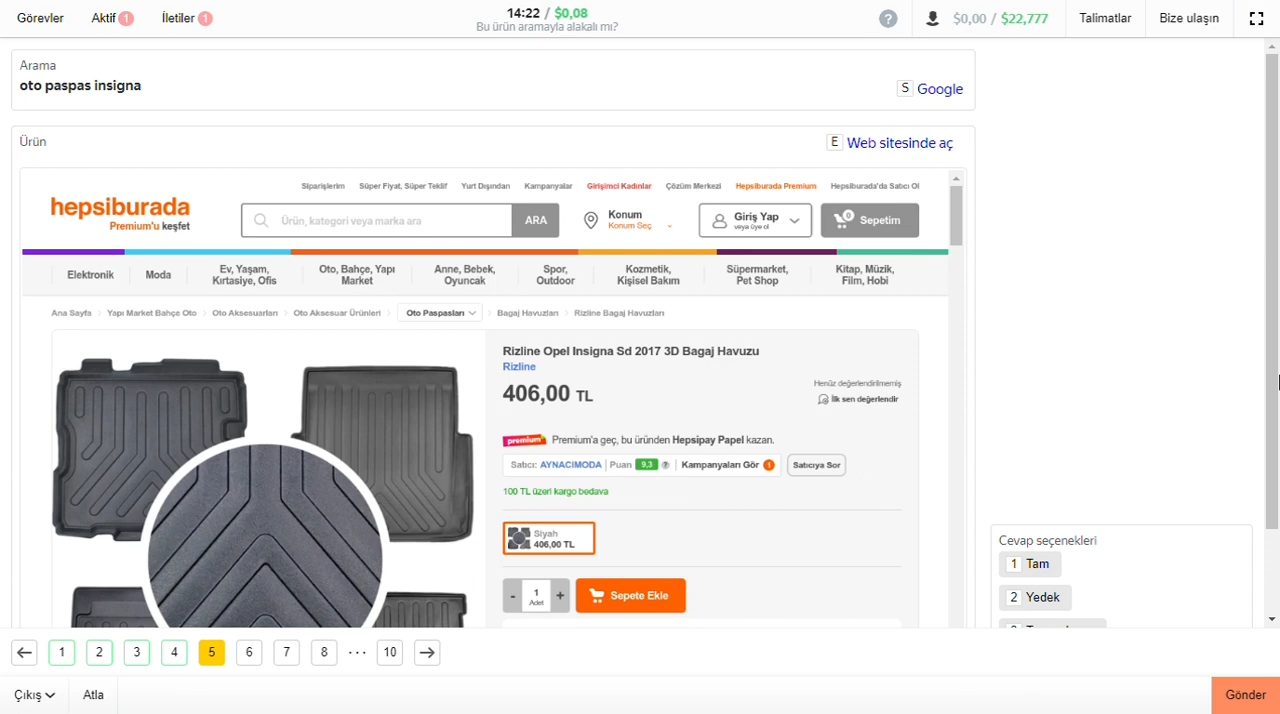 Görevler Aktif 1 İletiler 1 14:22 / $0,08 ? $0,00 / $22,777 Talimatlar Bize ulaşın
Bu ürün aramayla alakalı mı?
Arama
oto paspas insigna
S Google
Ürün
E Web sitesinde aç
Siparişlerim Süper Fiyat, Süper Teklif Yurt Dışından Kampanyalar Girişimci Kadınlar Çözüm Merkezi Hepsiburada Premium Hepsiburada'da Satıcı Ol
hepsiburada
Premium'u keşfet
Ürün, kategori veya marka ara ARA
Konum
Konum Seç
Giriş Yap
veya üye ol
0 Sepetim
Elektronik
Moda
Ev, Yaşam,
Kırtasiye, Ofis
Oto, Bahçe, Yapı
Market
Anne, Bebek,
Oyuncak
Spor,
Outdoor
Kozmetik,
Kişisel Bakım
Süpermarket,
Pet Shop
Kitap, Müzik,
Film, Hobi
Ana Sayfa Yapı Market Bahçe Oto Oto Aksesuarları Oto Aksesuar Ürünleri Oto Paspasları Bagaj Havuzları Rizline Bagaj Havuzları
Rizline Opel Insigna Sd 2017 3D Bagaj Havuzu
Rizline
406,00 TL
Henüz değerlendirilmemiş
İlk sen değerlendir
premium Premium'a geç, bu üründen Hepsipay Papel kazan.
Satıcı: AYNACIMODA Puan 9,3 ? Kampanyaları Gör 1 Satıcıya Sor
100 TL üzeri kargo bedava
Siyah
406,00 TL
- 1 +
Adet
Sepete Ekle
Cevap seçenekleri
1 Tam
2 Yedek
1 2 3 4 5 6 7 8 ··· 10
Çıkış Atla Gönder